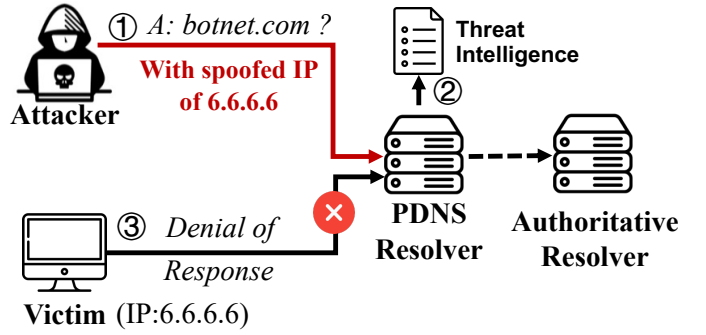 ① A: botnet.com ?
With spoofed IP
of 6.6.6.6
Attacker
Threat
Intelligence
②
PDNS
Resolver
Authoritative
Resolver
③ Denial of
Response
Victim (IP:6.6.6.6)